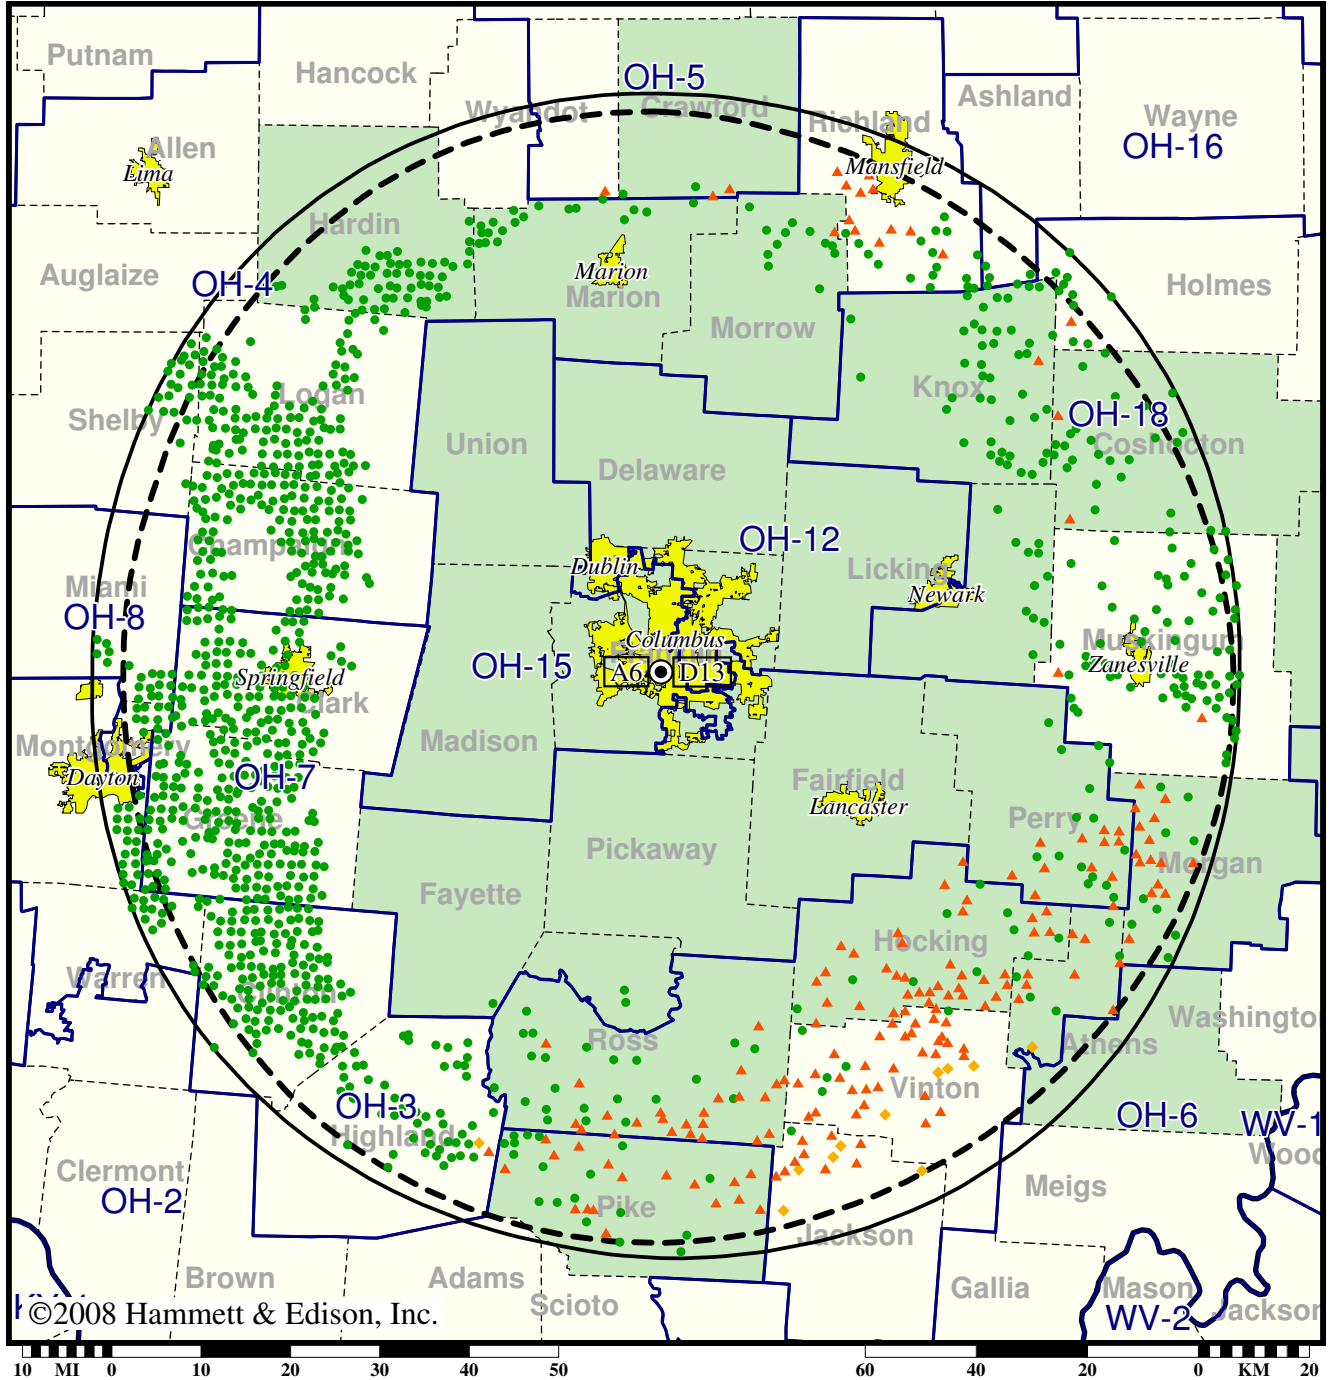 Putnam
Hancock
OH-5
Crawford
Wyandot
Richland
Ashland
Wayne
OH-16
Allen
Lima
Mansfield
Hardin
Auglaize
OH-4
Marion
Marion
Holmes
Morrow
Logan
Knox
Shelby
OH-18
Coshocton
Union
Delaware
Champaign
OH-12
Dublin
Licking
Newark
Miami
OH-8
Columbus
Muskingum
Zanesville
OH-15
A6
D13
Springfield
Clark
Montgomery
Madison
Dayton
OH-7
Fairfield
Lancaster
Greene
Perry
Pickaway
Morgan
Fayette
Hocking
Warren
Clinton
Washingto
Ross
Athens
Vinton
OH-3
Highland
OH-6
WV-1
Wood
Clermont
OH-2
Meigs
Pike
Jackson
Brown
Adams
Scioto
Gallia
Mason
WV-2
Jackson
©2008 Hammett & Edison, Inc.
10 MI 0 10 20 30 40 50 60 40 20 0 KM 20